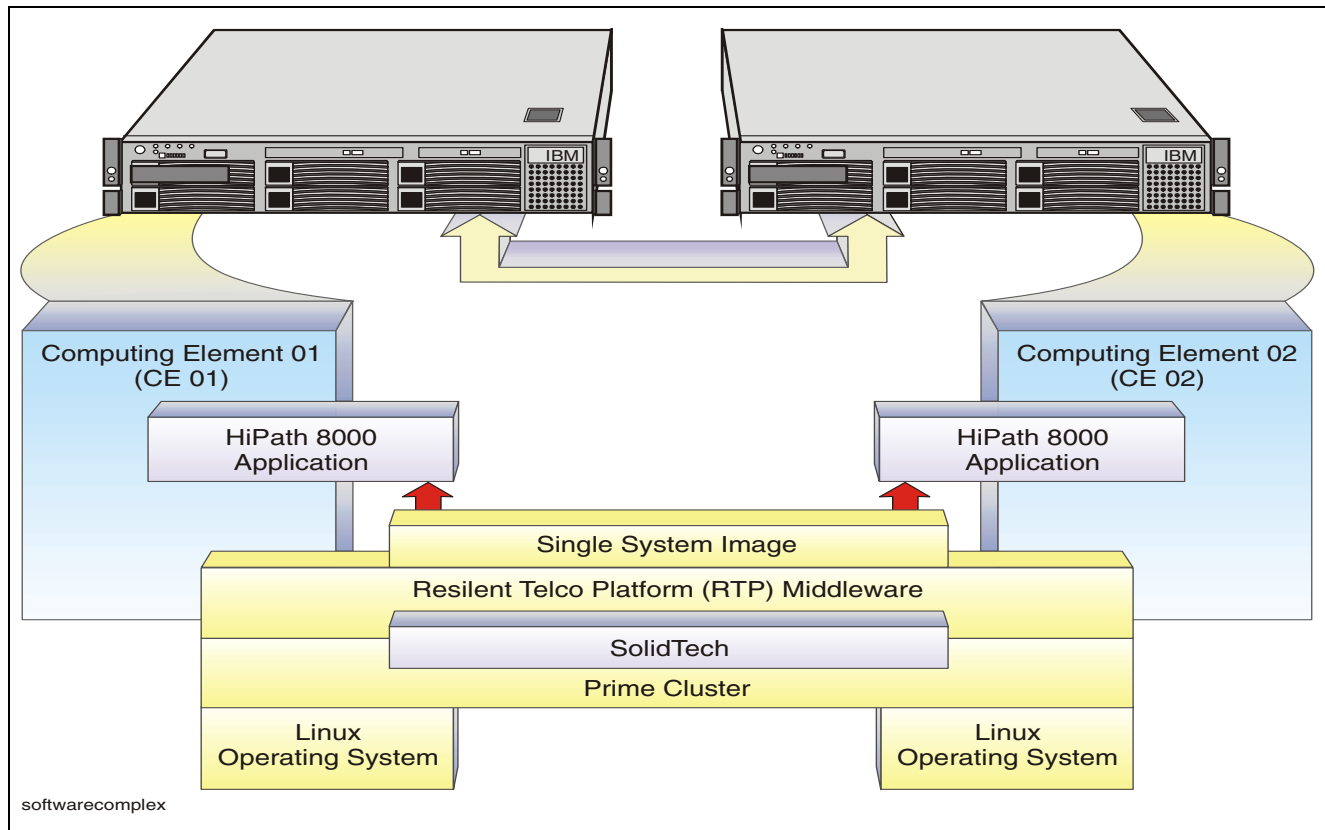 IBM
IBM
Computing Element 01
(CE 01)
Computing Element 02
(CE 02)
HiPath 8000
Application
HiPath 8000
Application
Single System Image
Resilent Telco Platform (RTP) Middleware
SolidTech
Prime Cluster
Linux
Operating System
Linux
Operating System
softwarecomplex